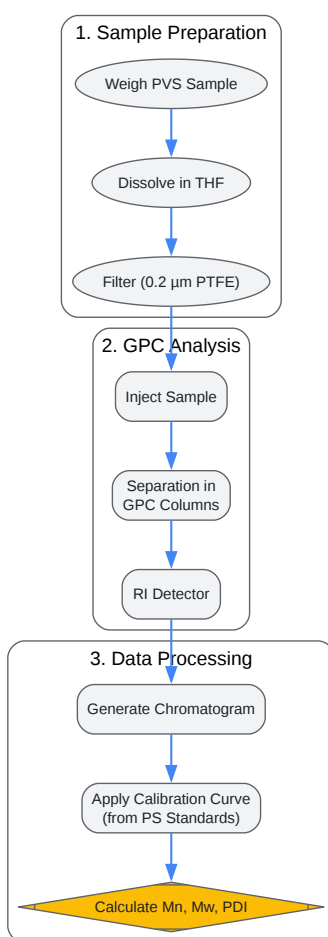 1. Sample Preparation
Weigh PVS Sample
Dissolve in THF
Filter (0.2 µm PTFE)
2. GPC Analysis
Inject Sample
Separation in
GPC Columns
RI Detector
3. Data Processing
Generate Chromatogram
Apply Calibration Curve
(from PS Standards)
Calculate Mn, Mw, PDI